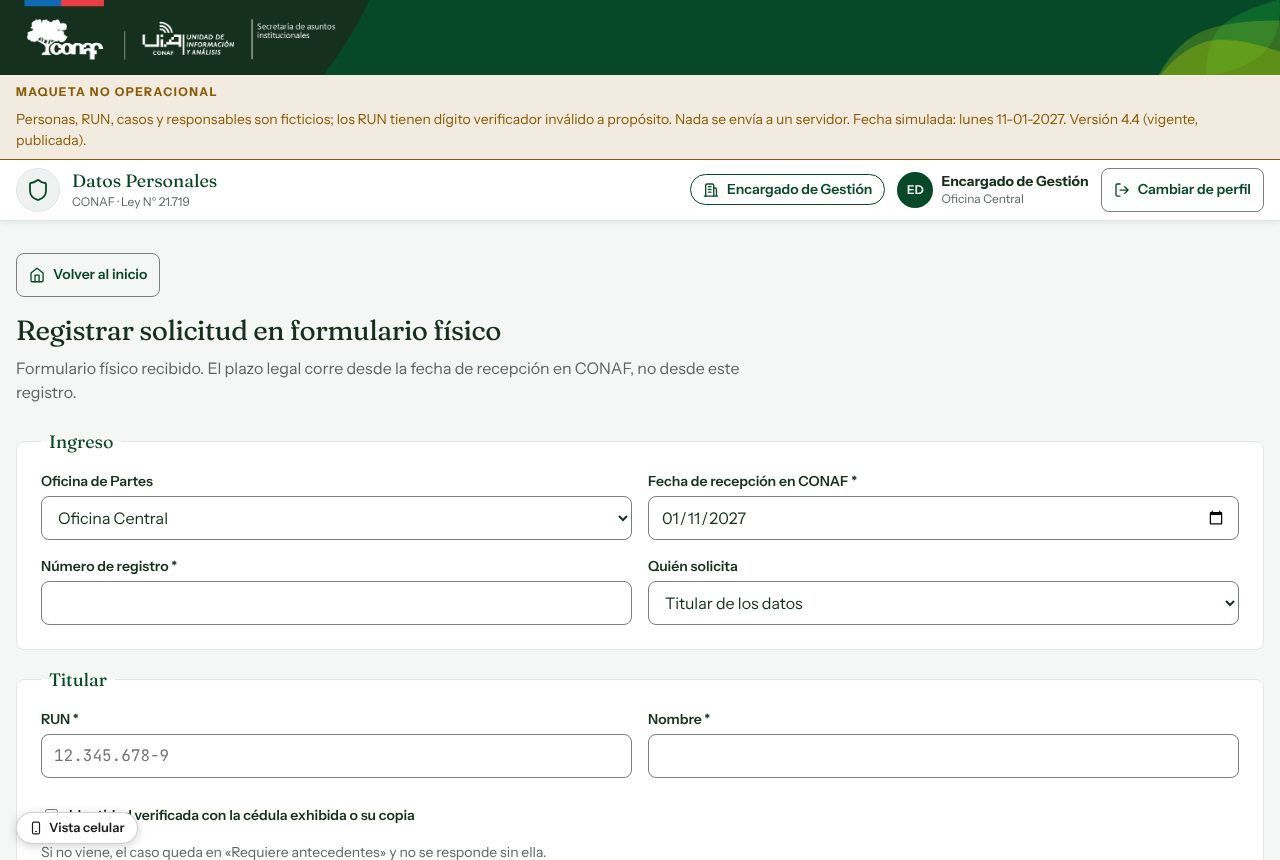 CONAF
UIA
CONAF
UNIDAD DE
INFORMACIÓN
Y ANÁLISIS
Secretaría de asuntos
institucionales
MAQUETA NO OPERACIONAL
Personas, RUN, casos y responsables son ficticios; los RUN tienen dígito verificador inválido a propósito. Nada se envía a un servidor. Fecha simulada: lunes 11-01-2027. Versión 4.4 (vigente,
publicada).
Datos Personales
CONAF · Ley N° 21.719
Encargado de Gestión
ED
Encargado de Gestión
Oficina Central
Cambiar de perfil
Volver al inicio
Registrar solicitud en formulario físico
Formulario físico recibido. El plazo legal corre desde la fecha de recepción en CONAF, no desde este
registro.
Ingreso
Oficina de Partes
Fecha de recepción en CONAF *
Oficina Central
01/11/2027
Número de registro *
Quién solicita
Titular de los datos
Titular
RUN *
Nombre *
12.345.678-9
verificada con la cédula exhibida o su copia
Vista celular
Si no viene, el caso queda en «Requiere antecedentes» y no se responde sin ella.